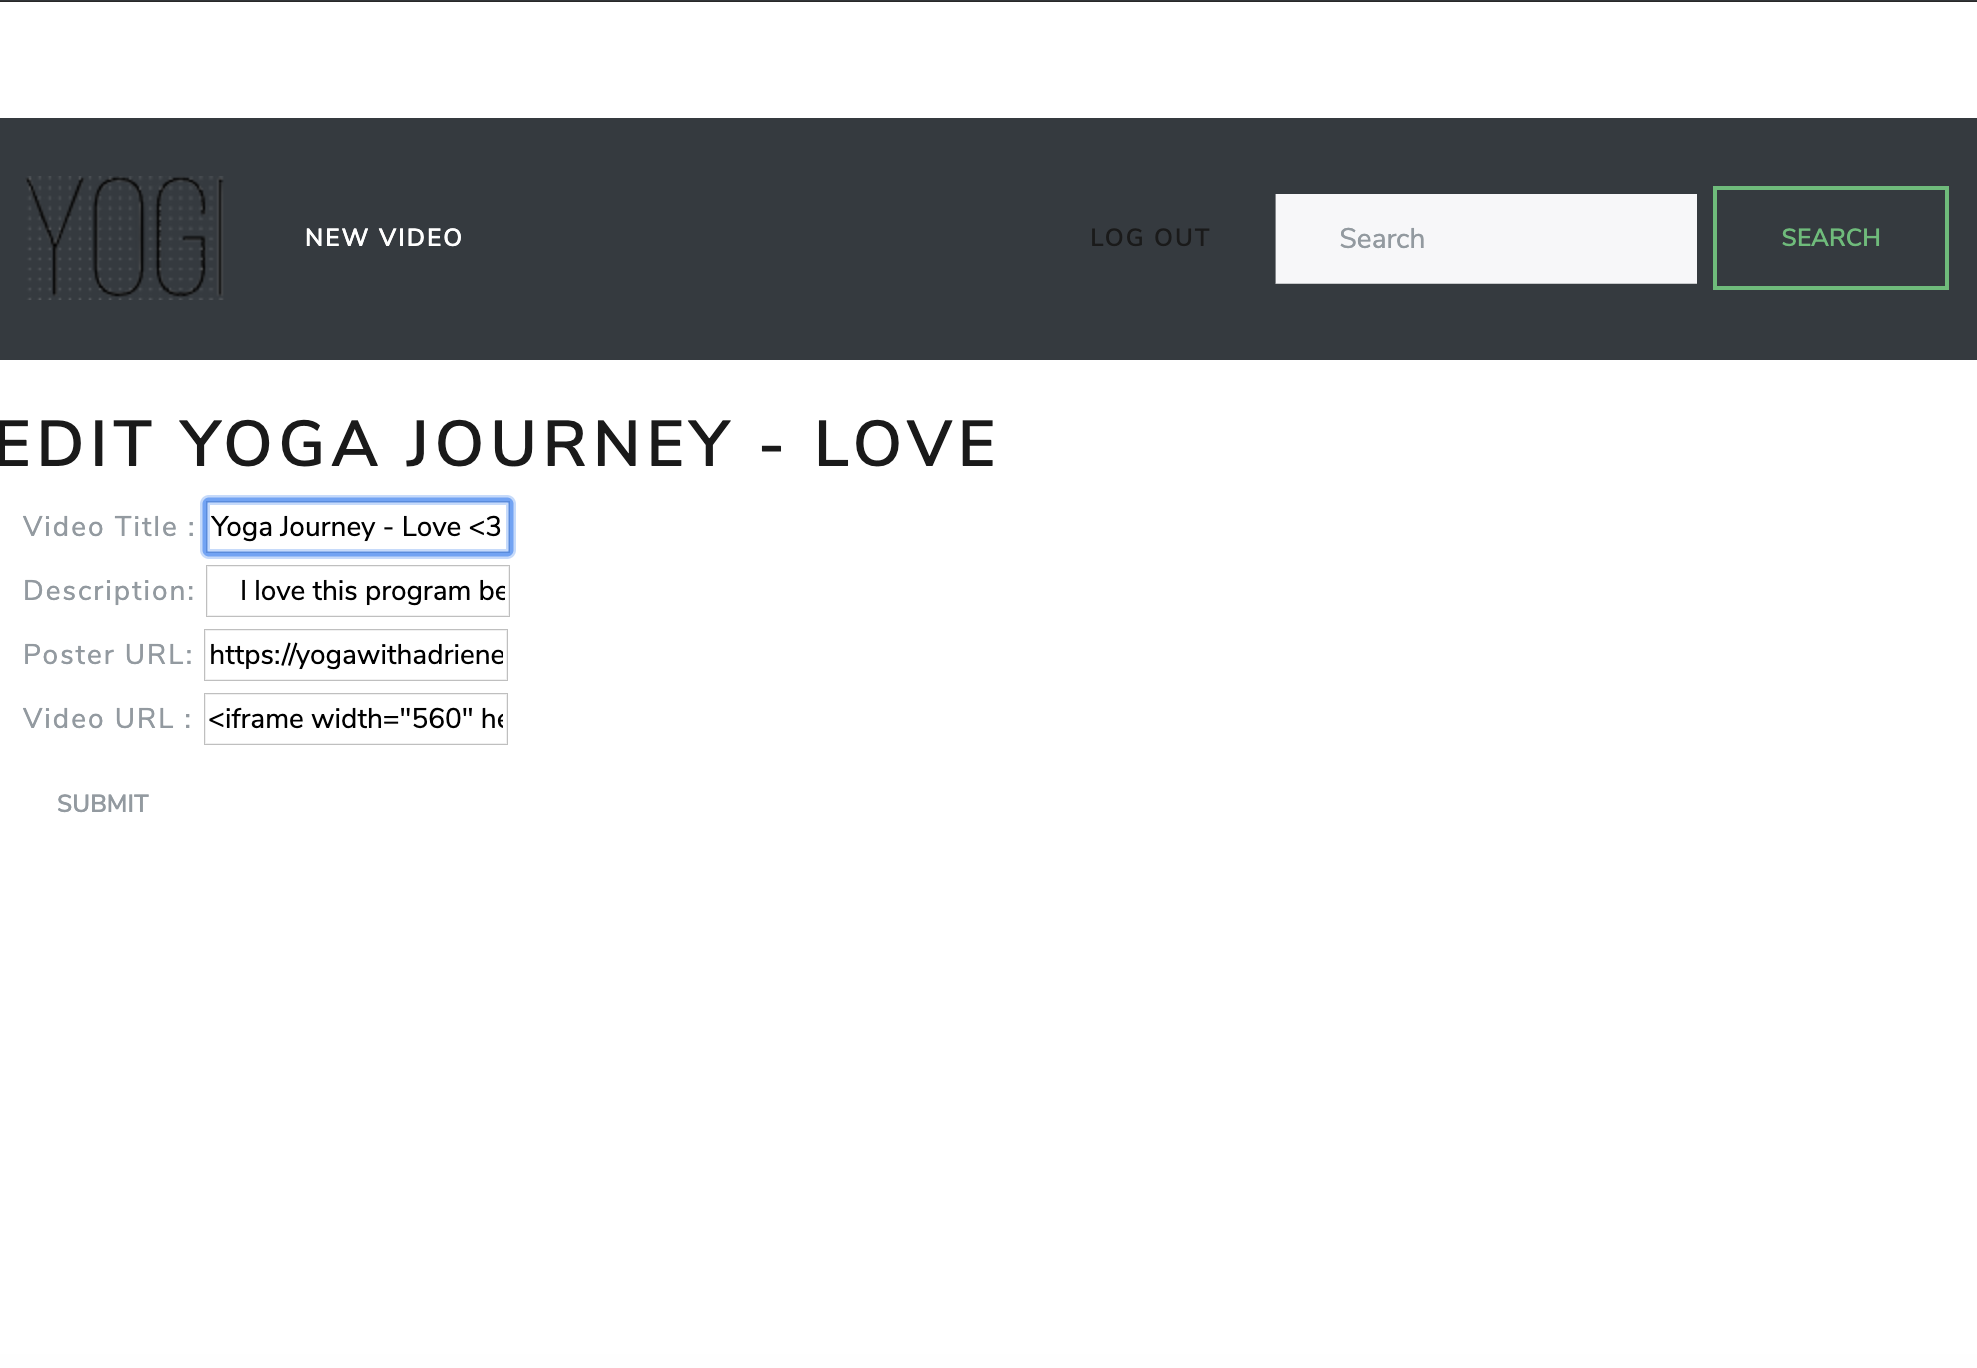 YOGI
NEW VIDEO
LOG OUT
Search
SEARCH
EDIT YOGA JOURNEY - LOVE
Video Title : Yoga Journey - Love <3
Description: I love this program be
Poster URL: https://yogawithadriene
Video URL : <iframe width="560" he
SUBMIT